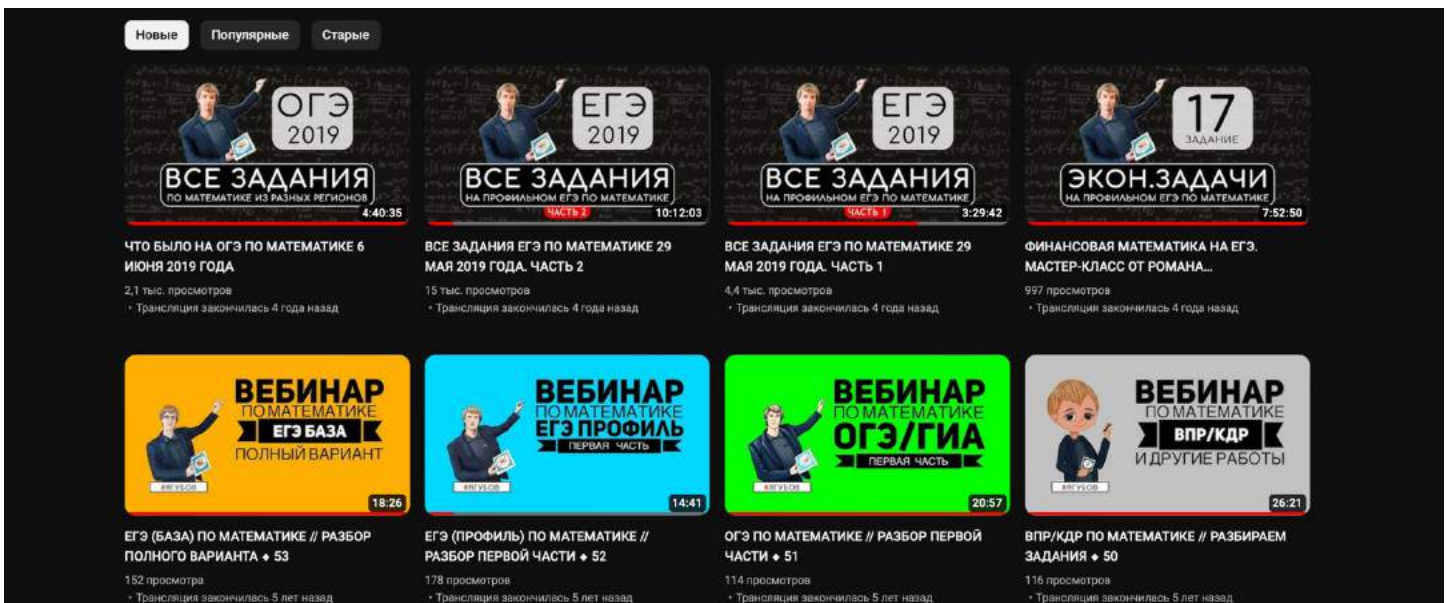 Новые Популярные Старые
ОГЭ
2019
ВСЕ ЗАДАНИЯ
ПО МАТЕМАТИКЕ ИЗ РАЗНЫХ РЕГИОНОВ
4:40:35
ЧТО БЫЛО НА ОГЭ ПО МАТЕМАТИКЕ 6
ИЮНЯ 2019 ГОДА
2,1 тыс. просмотров
• Трансляция закончилась 4 года назад
ЕГЭ
2019
ВСЕ ЗАДАНИЯ
НА ПРОФИЛЬНОМ ЕГЭ ПО МАТЕМАТИКЕ
ЧАСТЬ 2
10:12:03
ВСЕ ЗАДАНИЯ ЕГЭ ПО МАТЕМАТИКЕ 29
МАЯ 2019 ГОДА. ЧАСТЬ 2
15 тыс. просмотров
• Трансляция закончилась 4 года назад
ЕГЭ
2019
ВСЕ ЗАДАНИЯ
НА ПРОФИЛЬНОМ ЕГЭ ПО МАТЕМАТИКЕ
ЧАСТЬ 1
3:29:42
ВСЕ ЗАДАНИЯ ЕГЭ ПО МАТЕМАТИКЕ 29
МАЯ 2019 ГОДА. ЧАСТЬ 1
4,4 тыс. просмотров
• Трансляция закончилась 4 года назад
17
ЗАДАНИЕ
ЭКОН.ЗАДАЧИ
НА ПРОФИЛЬНОМ ЕГЭ ПО МАТЕМАТИКЕ
7:52:50
ФИНАНСОВАЯ МАТЕМАТИКА НА ЕГЭ.
МАСТЕР-КЛАСС ОТ РОМАНА...
997 просмотров
• Трансляция закончилась 4 года назад
ВЕБИНАР
ПО МАТЕМАТИКЕ
ЕГЭ БАЗА
ПОЛНЫЙ ВАРИАНТ
#ЯГУБОВ
18:26
ЕГЭ (БАЗА) ПО МАТЕМАТИКЕ // РАЗБОР
ПОЛНОГО ВАРИАНТА ⬥ 53
152 просмотра
• Трансляция закончилась 5 лет назад
ВЕБИНАР
ПО МАТЕМАТИКЕ
ЕГЭ ПРОФИЛЬ
ПЕРВАЯ ЧАСТЬ
#ЯГУБОВ
14:41
ЕГЭ (ПРОФИЛЬ) ПО МАТЕМАТИКЕ //
РАЗБОР ПЕРВОЙ ЧАСТИ ⬥ 52
178 просмотров
• Трансляция закончилась 5 лет назад
ВЕБИНАР
ПО МАТЕМАТИКЕ
ОГЭ/ГИА
ПЕРВАЯ ЧАСТЬ
#ЯГУБОВ
20:57
ОГЭ ПО МАТЕМАТИКЕ // РАЗБОР ПЕРВОЙ
ЧАСТИ ⬥ 51
114 просмотров
• Трансляция закончилась 5 лет назад
ВЕБИНАР
ПО МАТЕМАТИКЕ
ВПР/КДР
И ДРУГИЕ РАБОТЫ
#ЯГУБОВ
26:21
ВПР/КДР ПО МАТЕМАТИКЕ // РАЗБИРАЕМ
ЗАДАНИЯ ⬥ 50
116 просмотров
• Трансляция закончилась 5 лет назад